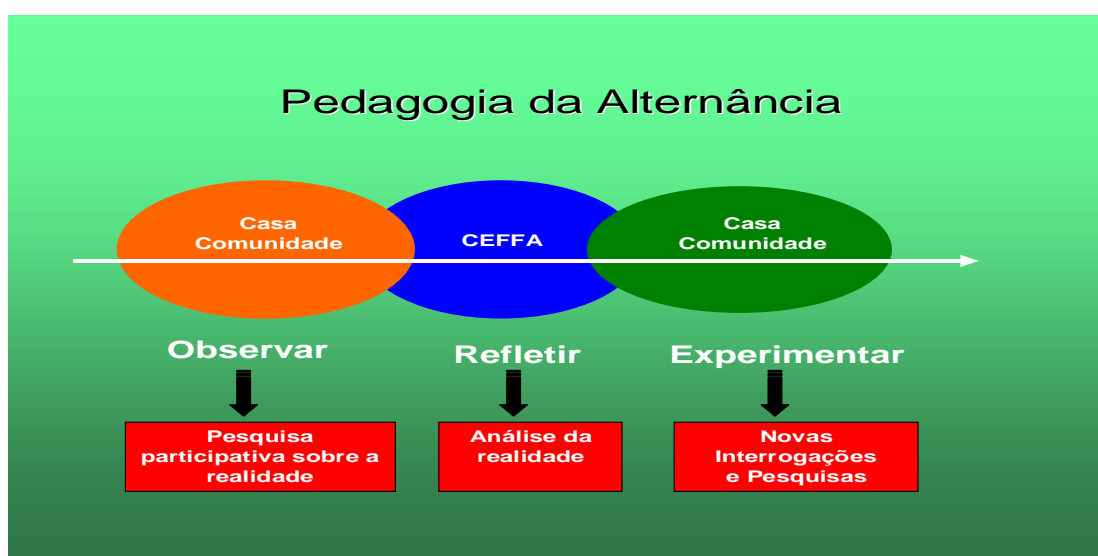 Pedagogia da Alternância
Casa
Comunidade
CEFFA
Casa
Comunidade
Observar
Refletir
Experimentar
Pesquisa
participativa sobre a
realidade
Análise da
realidade
Novas
Interrogações
e Pesquisas